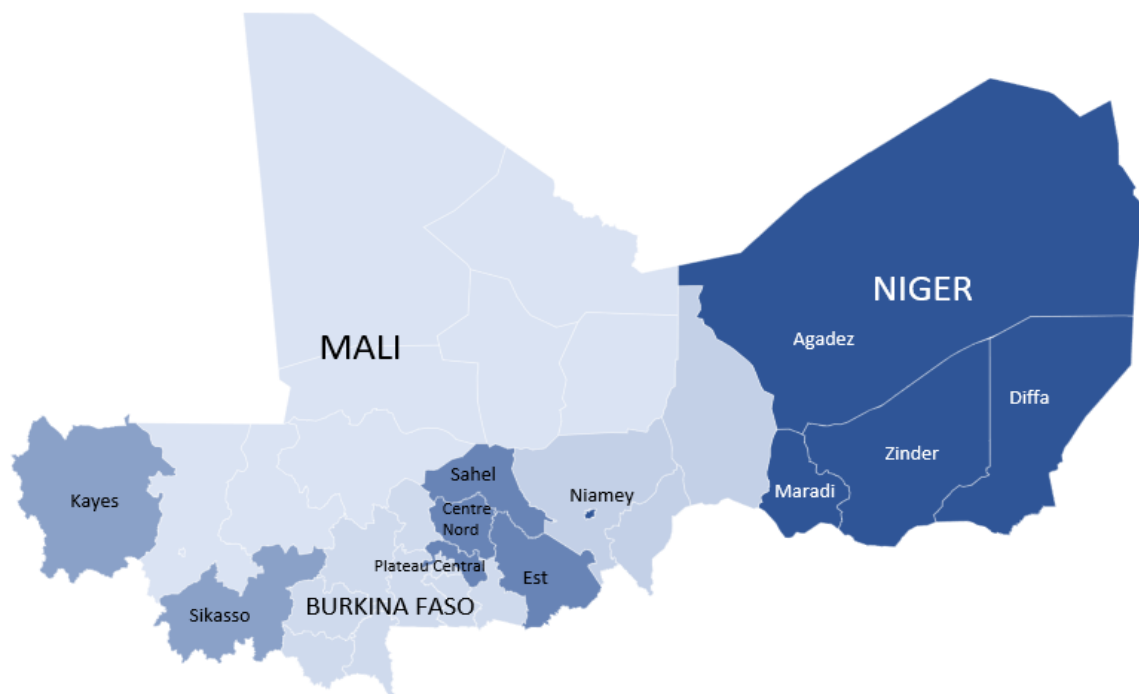 NIGER
MALI
Agadez
Diffa
Zinder
Sahel
Kayes
Maradi
Niamey
Centre
Nord
Plateau Central
Est
BURKINA FASO
Sikasso